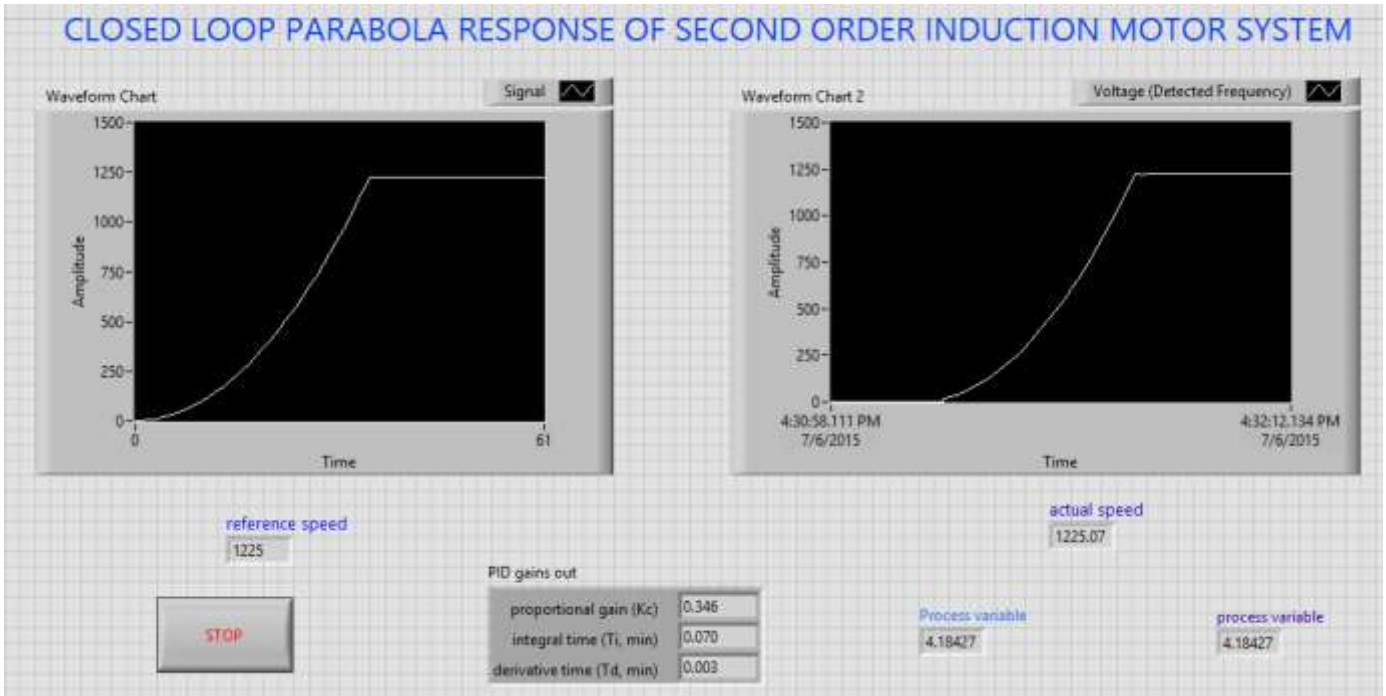 CLOSED LOOP PARABOLA RESPONSE OF SECOND ORDER INDUCTION MOTOR SYSTEM
Waveform Chart
Signal
1500
1250
1000
750
500
250
0
Amplitude
0
61
Time
Waveform Chart 2
Voltage (Detected Frequency)
1500
1250
1000
750
500
250
0
Amplitude
4:30:58.111 PM
7/6/2015
4:32:12.134 PM
7/6/2015
Time
reference speed
1225
actual speed
1225.07
STOP
PID gains out
proportional gain (Kc) 0.346
integral time (Ti, min) 0.070
derivative time (Td, min) 0.003
Process variable
4.18427
process variable
4.18427